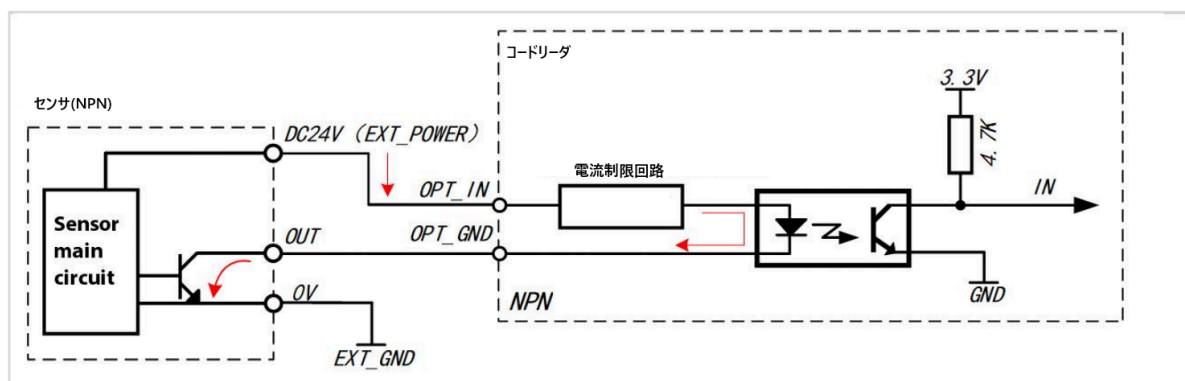 コードリーダ
3.3V
センサ(NPN)
DC24V (EXT_POWER)
4.7K
電流制限回路
OPT_IN
IN
Sensor
main
circuit
OUT
OPT_GND
0V
NPN
GND
EXT_GND